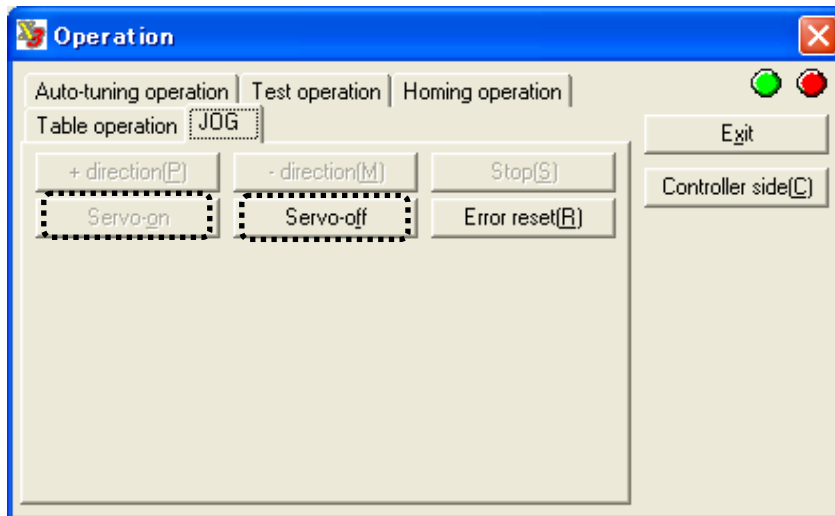 Operation
Auto-tuning operation Test operation Homing operation
Table operation JOG
Exit
+ direction(P) - direction(M) Stop(S)
Controller side(C)
Servo-on Servo-off Error reset(R)